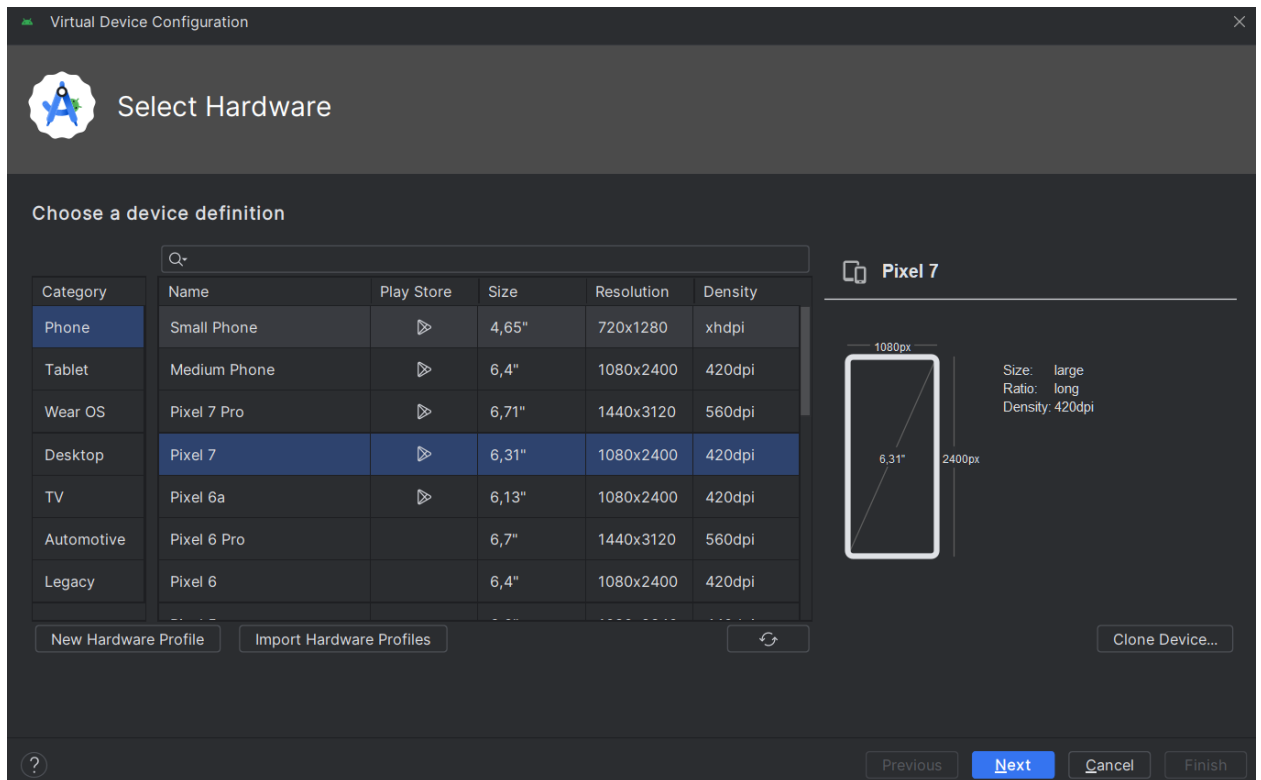 Virtual Device Configuration
Select Hardware
Choose a device definition
Category
Phone
Tablet
Wear OS
Desktop
TV
Automotive
Legacy
Name Play Store Size Resolution Density
Small Phone 4,65" 720x1280 xhdpi
Medium Phone 6,4" 1080x2400 420dpi
Pixel 7 Pro 6,71" 1440x3120 560dpi
Pixel 7 6,31" 1080x2400 420dpi
Pixel 6a 6,13" 1080x2400 420dpi
Pixel 6 Pro 6,7" 1440x3120 560dpi
Pixel 6 6,4" 1080x2400 420dpi
New Hardware Profile Import Hardware Profiles
Pixel 7
1080px
6,31" 2400px
Size: large
Ratio: long
Density: 420dpi
Clone Device...
? Previous Next Cancel Finish